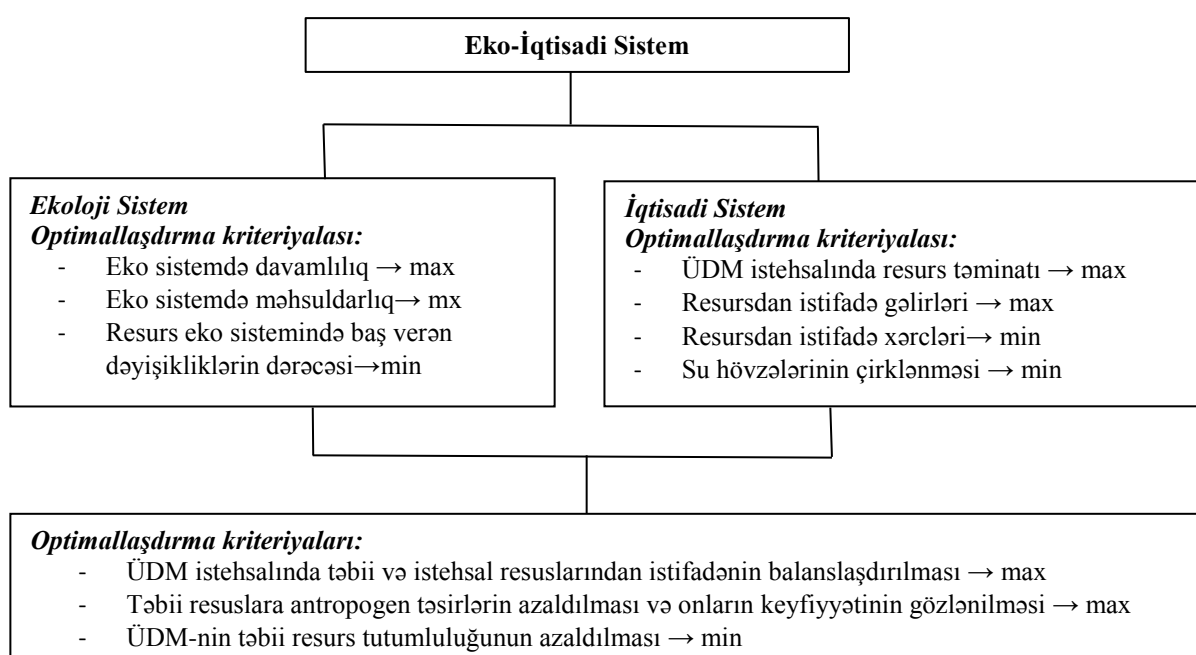 Eko-İqtisadi Sistem
Ekoloji Sistem
Optimallaşdırma kriteriyalası:
- Eko sistemdə davamlılıq → max
- Eko sistemdə məhsuldarlıq→ mx
- Resurs eko sistemində baş verən
dəyişikliklərin dərəcəsi→min
İqtisadi Sistem
Optimallaşdırma kriteriyalası:
- ÜDM istehsalında resurs təminatı → max
- Resursdan istifadə gəlirləri → max
- Resursdan istifadə xərcləri→ min
- Su hövzələrinin çirklənməsi → min
Optimallaşdırma kriteriyaları:
- ÜDM istehsalında təbii və istehsal resuslarından istifadənin balanslaşdırılması → max
- Təbii resuslara antropogen təsirlərin azaldılması və onların keyfiyyətinin gözlənilməsi → max
- ÜDM-nin təbii resurs tutumluluğunun azaldılması → min